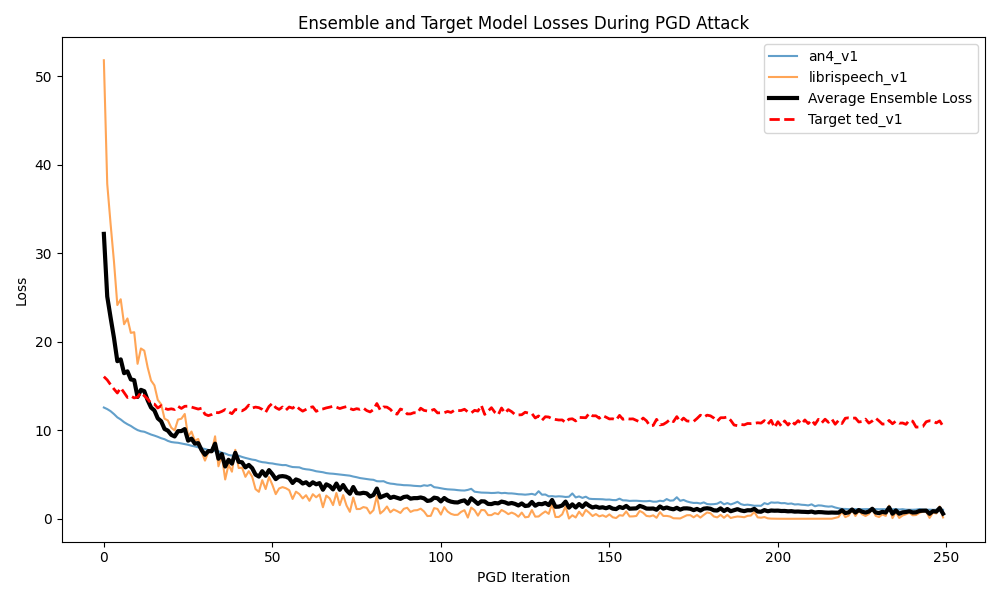 Ensemble and Target Model Losses During PGD Attack
an4_v1
librispeech_v1
Average Ensemble Loss
Target ted_v1
Loss
50
40
30
20
10
0
0 50 100 150 200 250
PGD Iteration